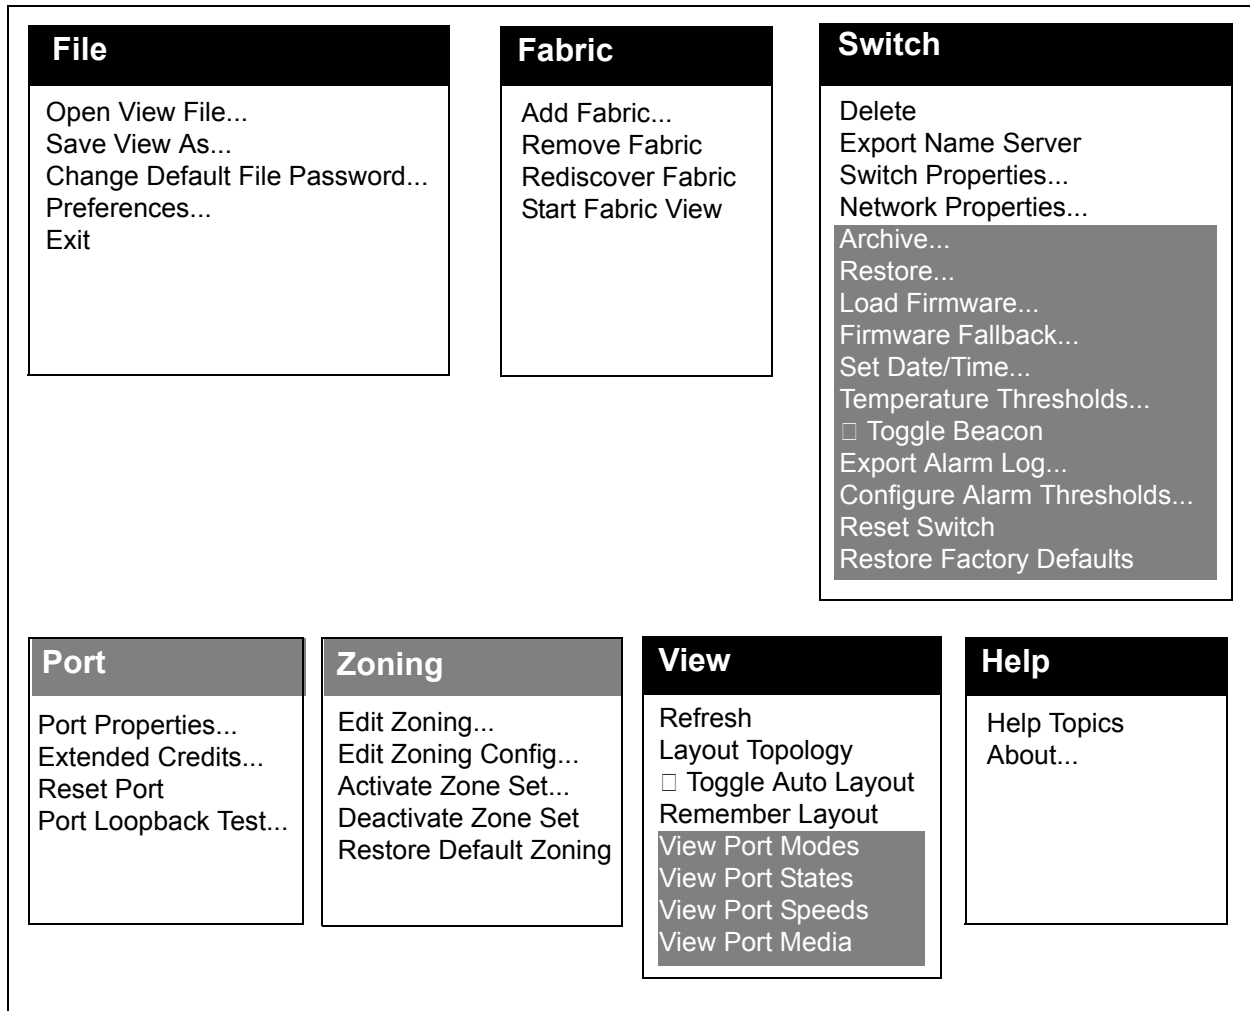 File
Open View File...
Save View As...
Change Default File Password...
Preferences...
Exit
Fabric
Add Fabric...
Remove Fabric
Rediscover Fabric
Start Fabric View
Switch
Delete
Export Name Server
Switch Properties...
Network Properties...
Archive...
Restore...
Load Firmware...
Firmware Fallback...
Set Date/Time...
Temperature Thresholds...
□ Toggle Beacon
Export Alarm Log...
Configure Alarm Thresholds...
Reset Switch
Restore Factory Defaults
Port
Port Properties...
Extended Credits...
Reset Port
Port Loopback Test...
Zoning
Edit Zoning...
Edit Zoning Config...
Activate Zone Set...
Deactivate Zone Set
Restore Default Zoning
View
Refresh
Layout Topology
□ Toggle Auto Layout
Remember Layout
View Port Modes
View Port States
View Port Speeds
View Port Media
Help
Help Topics
About...